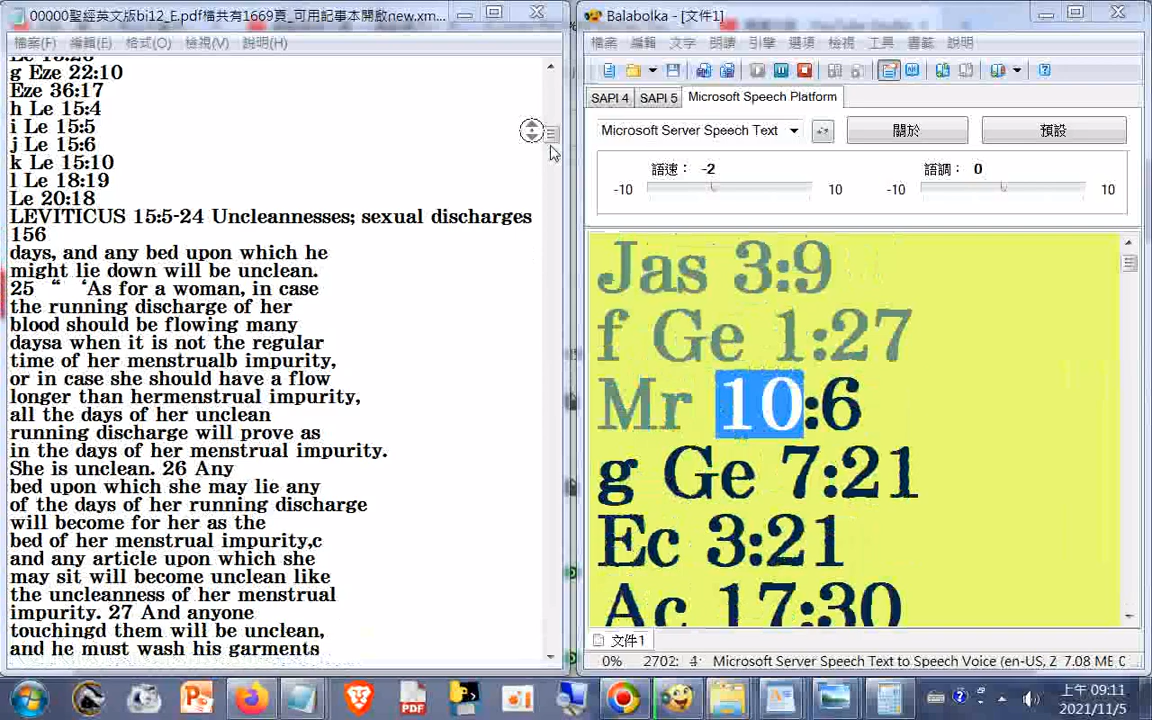 00000聖經英文版bi12_E.pdf檔共有1669頁_可用記事本開啟new.xm...
檔案(F) 編輯(E) 格式(O) 檢視(V) 說明(H)
Le 15:26
g Eze 22:10
Eze 36:17
h Le 15:4
i Le 15:5
j Le 15:6
k Le 15:10
l Le 18:19
Le 20:18
LEVITICUS 15:5-24 Uncleannesses; sexual discharges
156
days, and any bed upon which he
might lie down will be unclean.
25 “ ‘As for a woman, in case
the running discharge of her
blood should be flowing many
daysa when it is not the regular
time of her menstrualb impurity,
or in case she should have a flow
longer than hermenstrual impurity,
all the days of her unclean
running discharge will prove as
in the days of her menstrual impurity.
She is unclean. 26 Any
bed upon which she may lie any
of the days of her running discharge
will become for her as the
bed of her menstrual impurity,c
and any article upon which she
may sit will become unclean like
the uncleanness of her menstrual
impurity. 27 And anyone
touchingd them will be unclean,
and he must wash his garments
Balabolka - [文件1]
檔案 編輯 文字 朗讀 引擎 選項 檢視 工具 書籤 說明
SAPI 4 SAPI 5 Microsoft Speech Platform
Microsoft Server Speech Text 關於 預設
語速： -2 語調： 0
-10 10 -10 10
Jas 3:9
f Ge 1:27
Mr 10:6
g Ge 7:21
Ec 3:21
Ac 17:30
文件1
0% 2702: 4 Microsoft Server Speech Text to Speech Voice (en-US, Z 7.08 ME
PDF
上午 09:11
2021/11/5